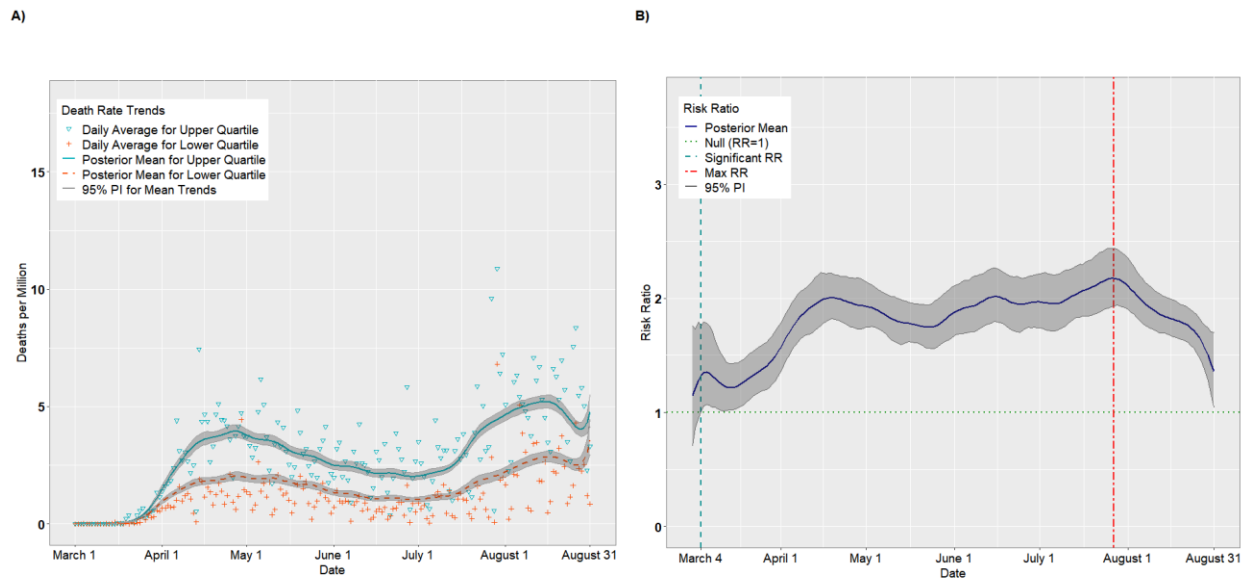 A)
B)
Death Rate Trends
Daily Average for Upper Quartile
Daily Average for Lower Quartile
Posterior Mean for Upper Quartile
Posterior Mean for Lower Quartile
95% PI for Mean Trends
Deaths per Million
15
10
5
0
March 1
April 1
May 1
June 1
July 1
August 1
August 31
Date
Risk Ratio
Posterior Mean
Null (RR=1)
Significant RR
Max RR
95% PI
Risk Ratio
3
2
1
0
March 4
April 1
May 1
June 1
July 1
August 1
August 31
Date